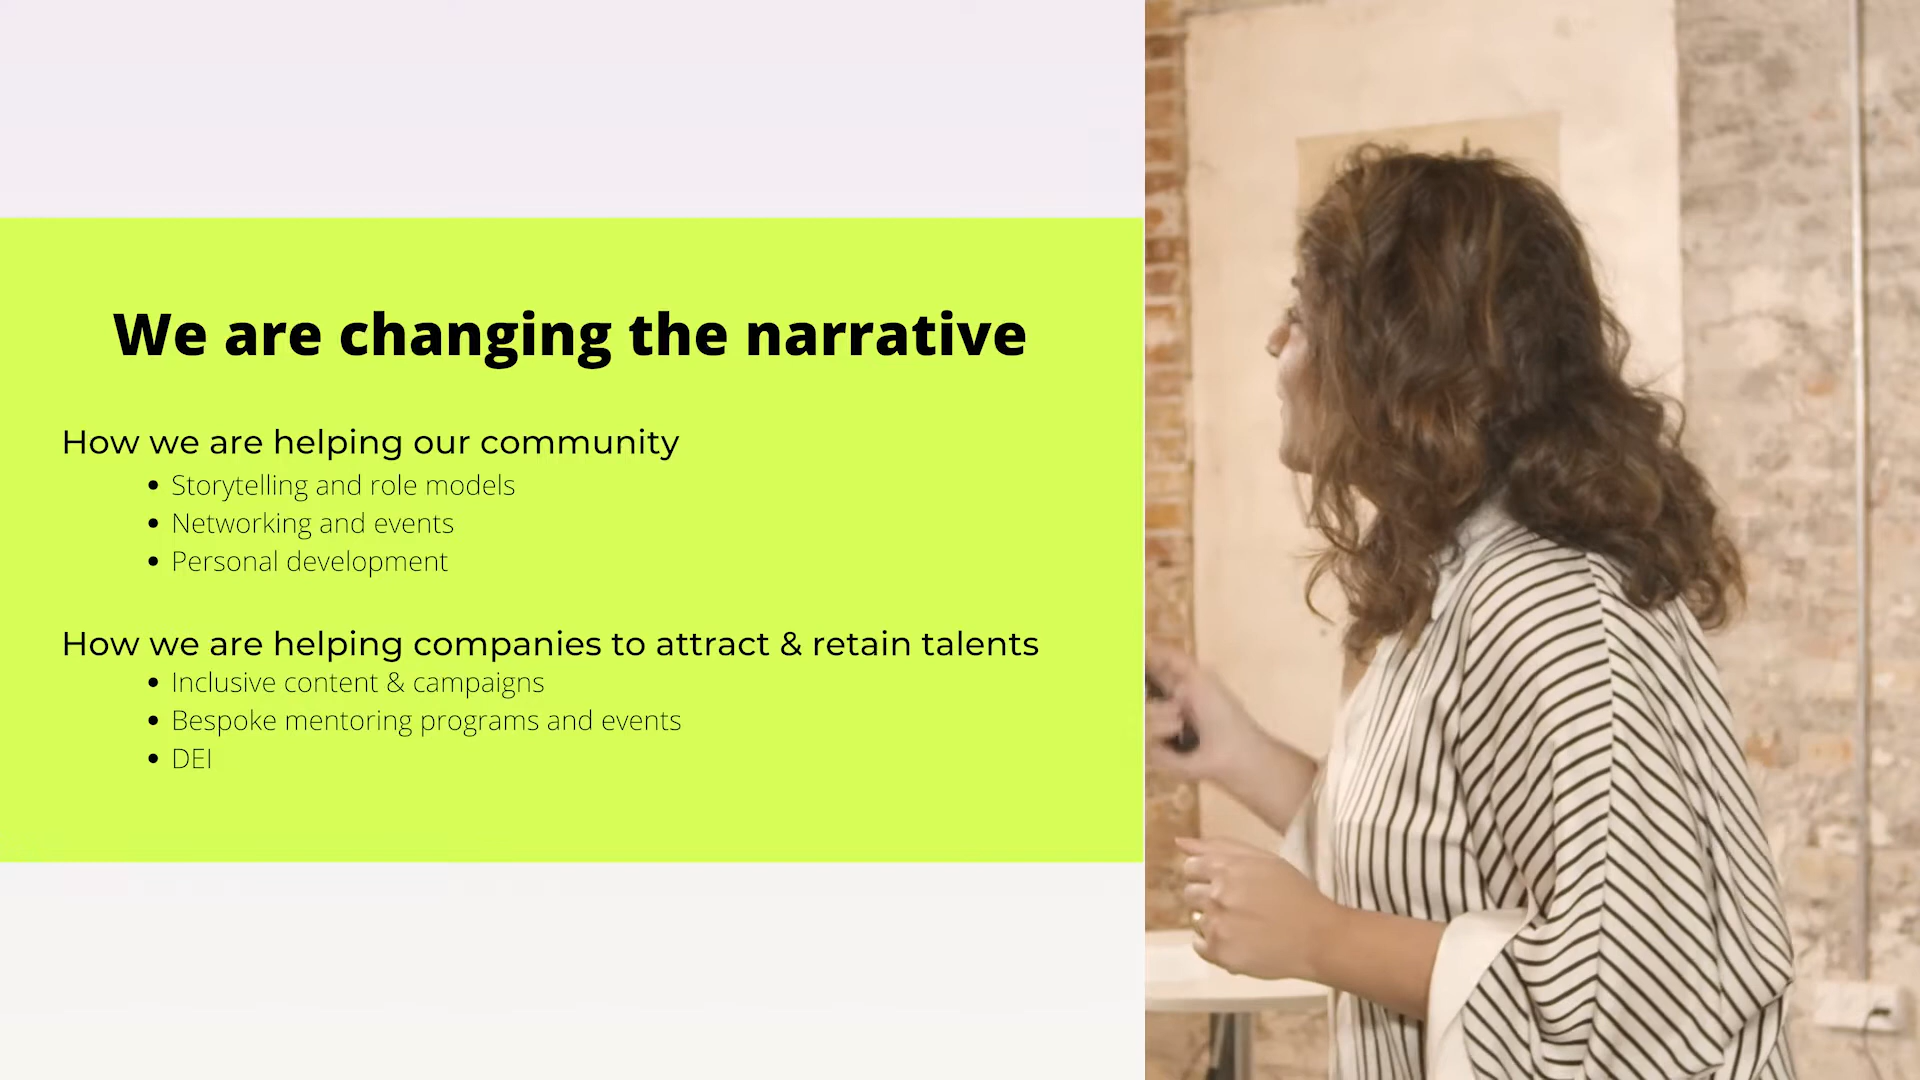 We are changing the narrative
How we are helping our community
Storytelling and role models
Networking and events
Personal development
How we are helping companies to attract & retain talents
Inclusive content & campaigns
Bespoke mentoring programs and events
DEI